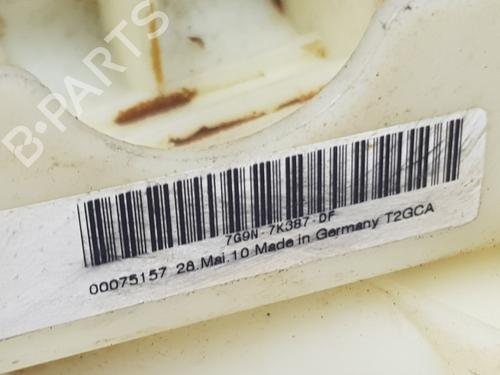 B-PARTS
7G9N-7K387-DF
00075157 28.Mai.10 Made in Germany T2GCA